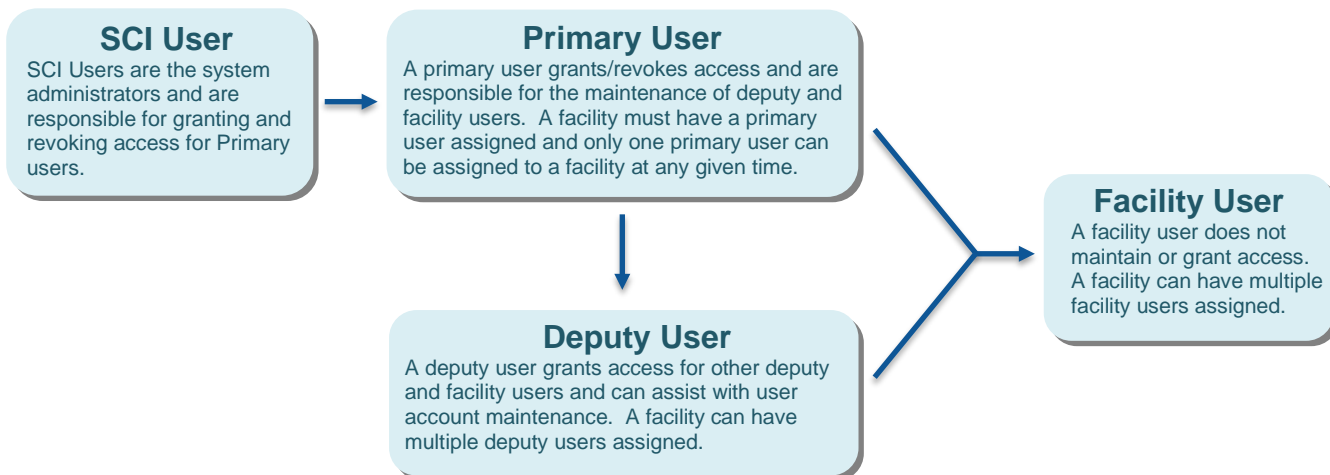 SCI User
SCI Users are the system
administrators and are
responsible for granting and
revoking access for Primary
users.
Primary User
A primary user grants/revokes access and are
responsible for the maintenance of deputy and
facility users.  A facility must have a primary
user assigned and only one primary user can
be assigned to a facility at any given time.
Deputy User
A deputy user grants access for other deputy
and facility users and can assist with user
account maintenance.  A facility can have
multiple deputy users assigned.
Facility User
A facility user does not
maintain or grant access.
A facility can have multiple
facility users assigned.